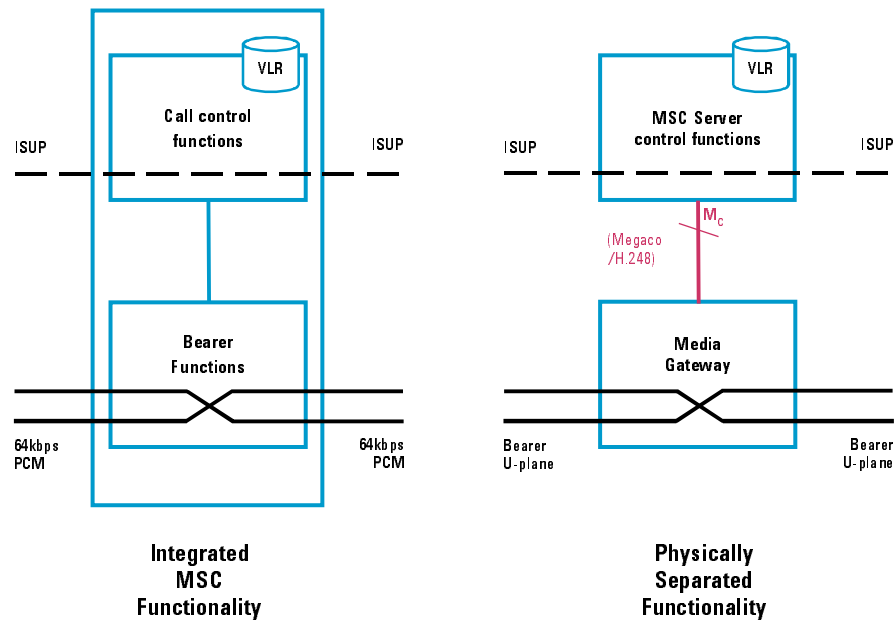 VLR
Call control
functions
ISUP
ISUP
Bearer
Functions
64kbps
PCM
64kbps
PCM
Integrated
MSC
Functionality
VLR
MSC Server
control functions
ISUP
ISUP
Mc
(Megaco
/H.248)
Media
Gateway
Bearer
U-plane
Bearer
U-plane
Physically
Separated
Functionality